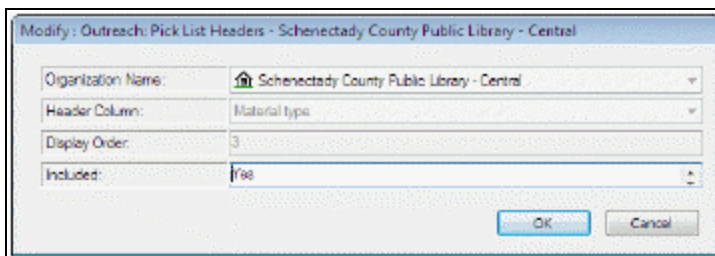 Modify : Outreach: Pick List Headers - Schenectady County Public Library - Central
Organization Name: Schenectady County Public Library - Central
Header Column: Material type
Display Order: 3
Included: Yes
OK Cancel